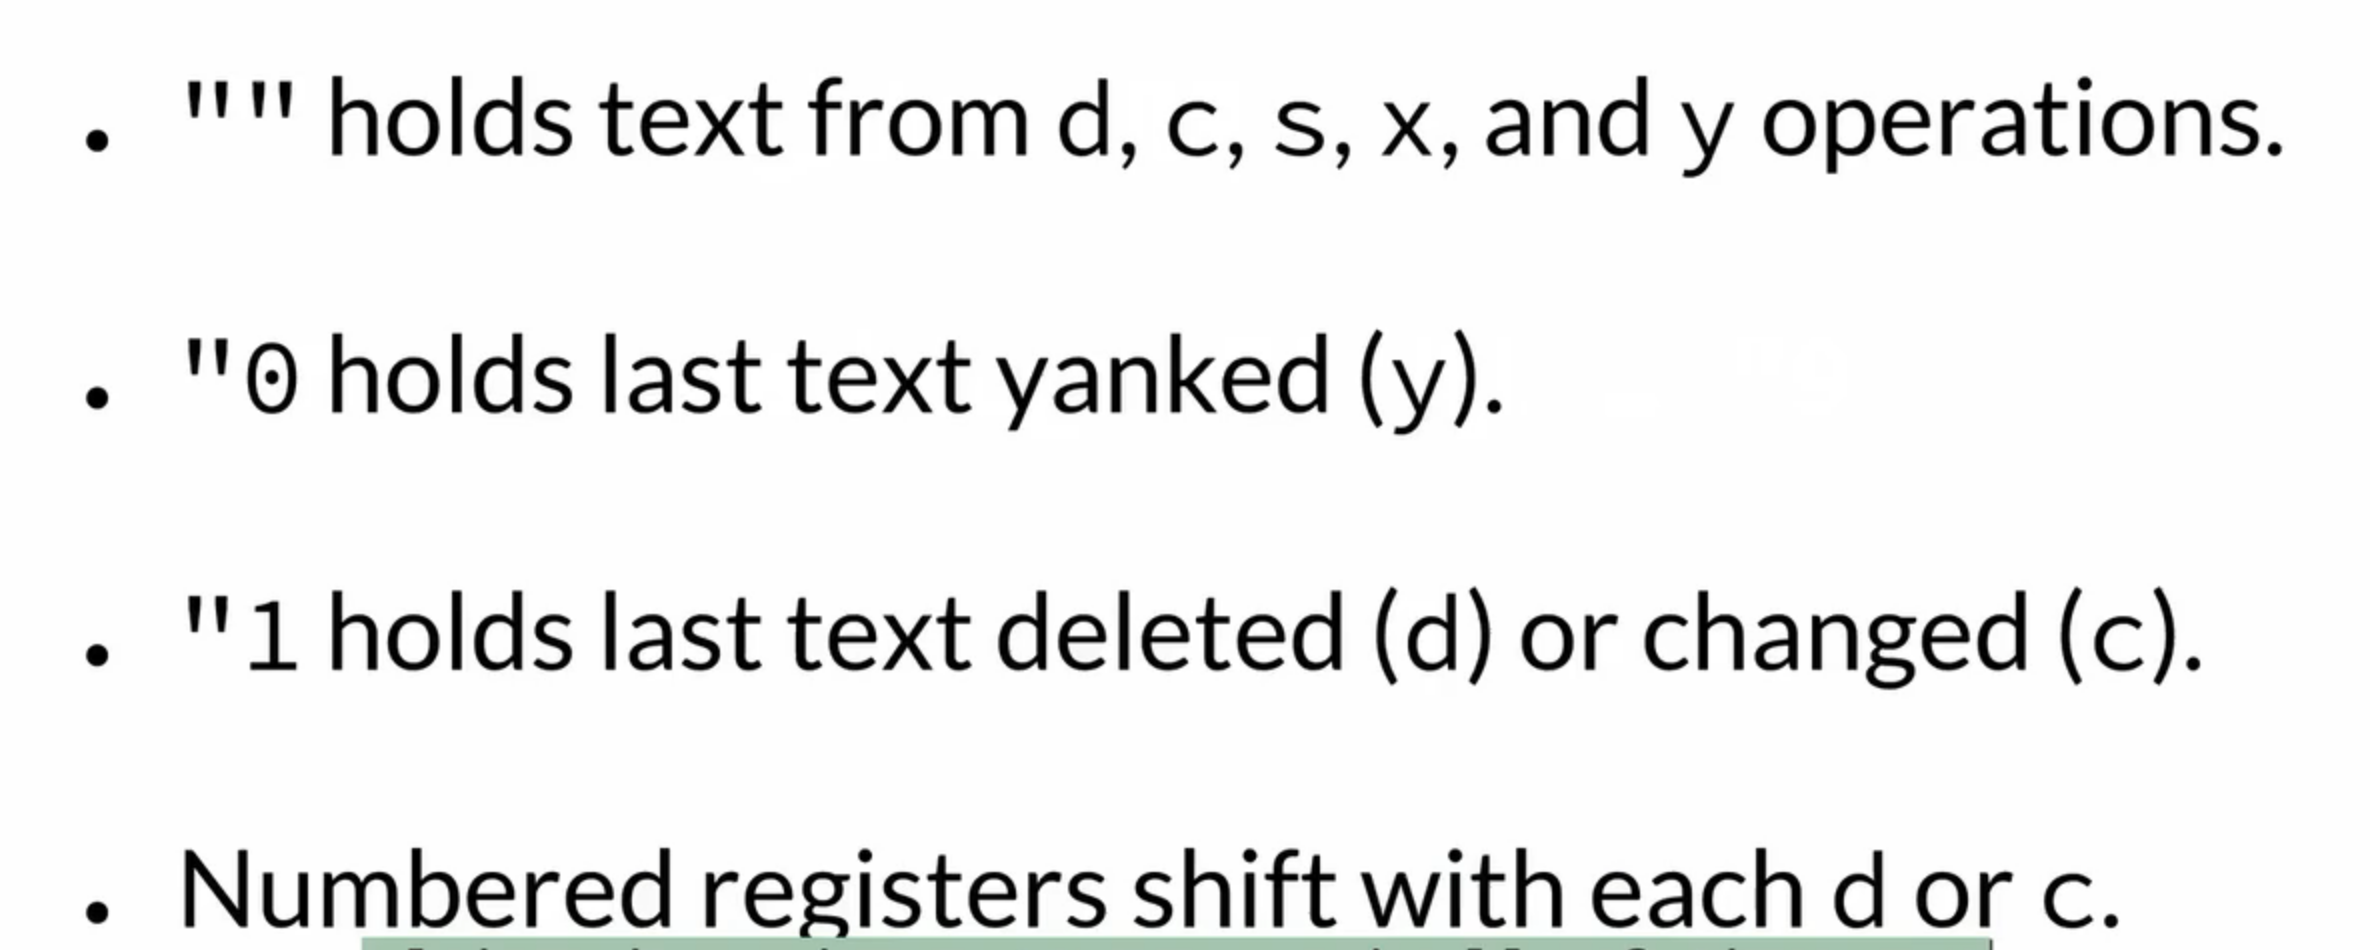 • "" holds text from d, c, s, x, and y operations.
• "0 holds last text yanked (y).
• "1 holds last text deleted (d) or changed (c).
• Numbered registers shift with each d or c.